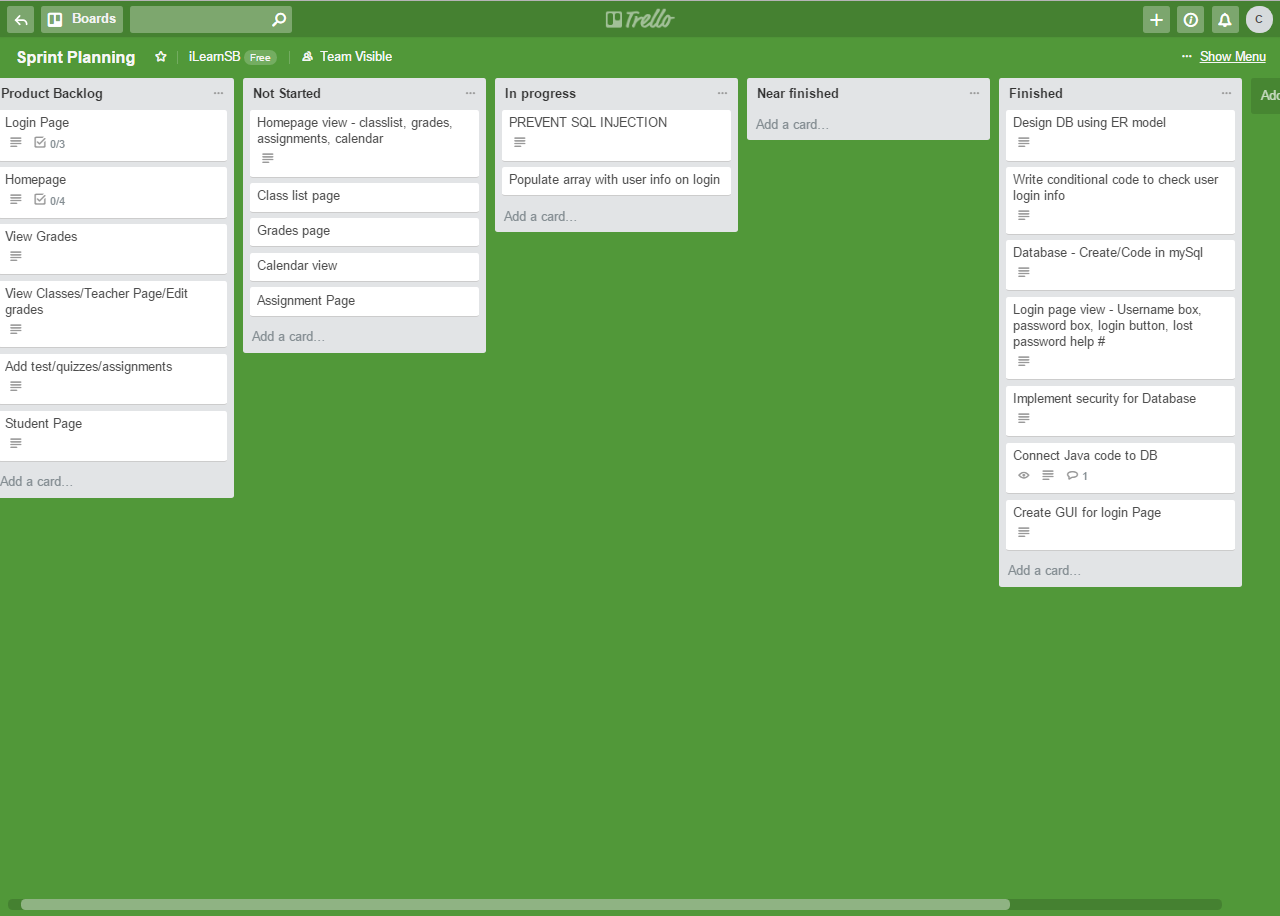 Boards
Trello
C
Sprint Planning
iLearnSB Free
Team Visible
... Show Menu
Product Backlog ...
Login Page
0/3
Homepage
0/4
View Grades
View Classes/Teacher Page/Edit
grades
Add test/quizzes/assignments
Student Page
Add a card...
Not Started ...
Homepage view - classlist, grades,
assignments, calendar
Class list page
Grades page
Calendar view
Assignment Page
Add a card...
In progress ...
PREVENT SQL INJECTION
Populate array with user info on login
Add a card...
Near finished ...
Add a card...
Finished ...
Design DB using ER model
Write conditional code to check user
login info
Database - Create/Code in mySql
Login page view - Username box,
password box, login button, lost
password help #
Implement security for Database
Connect Java code to DB
1
Create GUI for login Page
Add a card...
Add